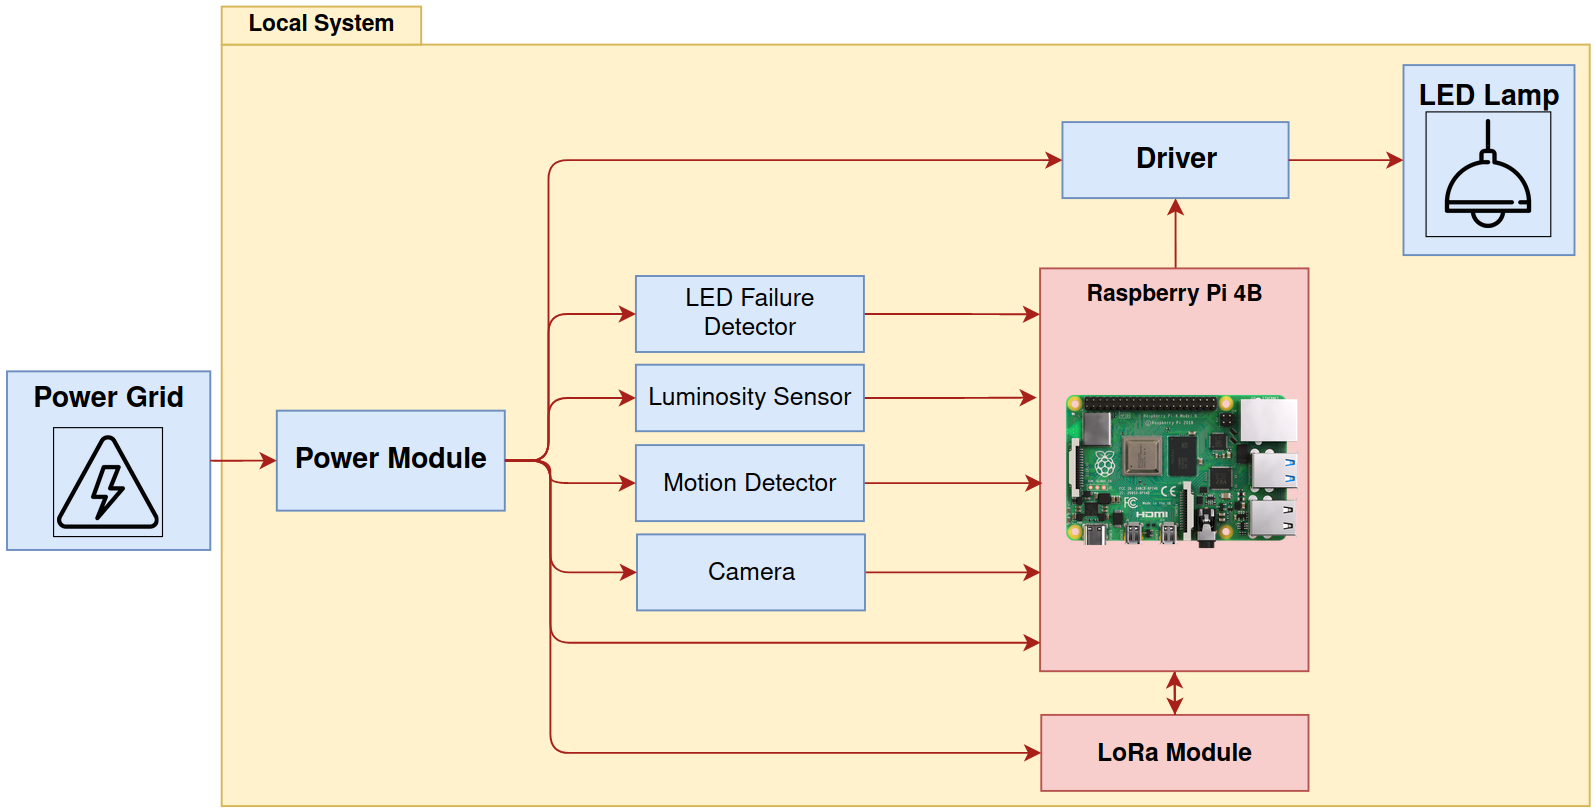 Local System
LED Lamp
Driver
LED Failure
Detector
Raspberry Pi 4B
Power Grid
Luminosity Sensor
Power Module
Motion Detector
HDMI
Camera
LoRa Module